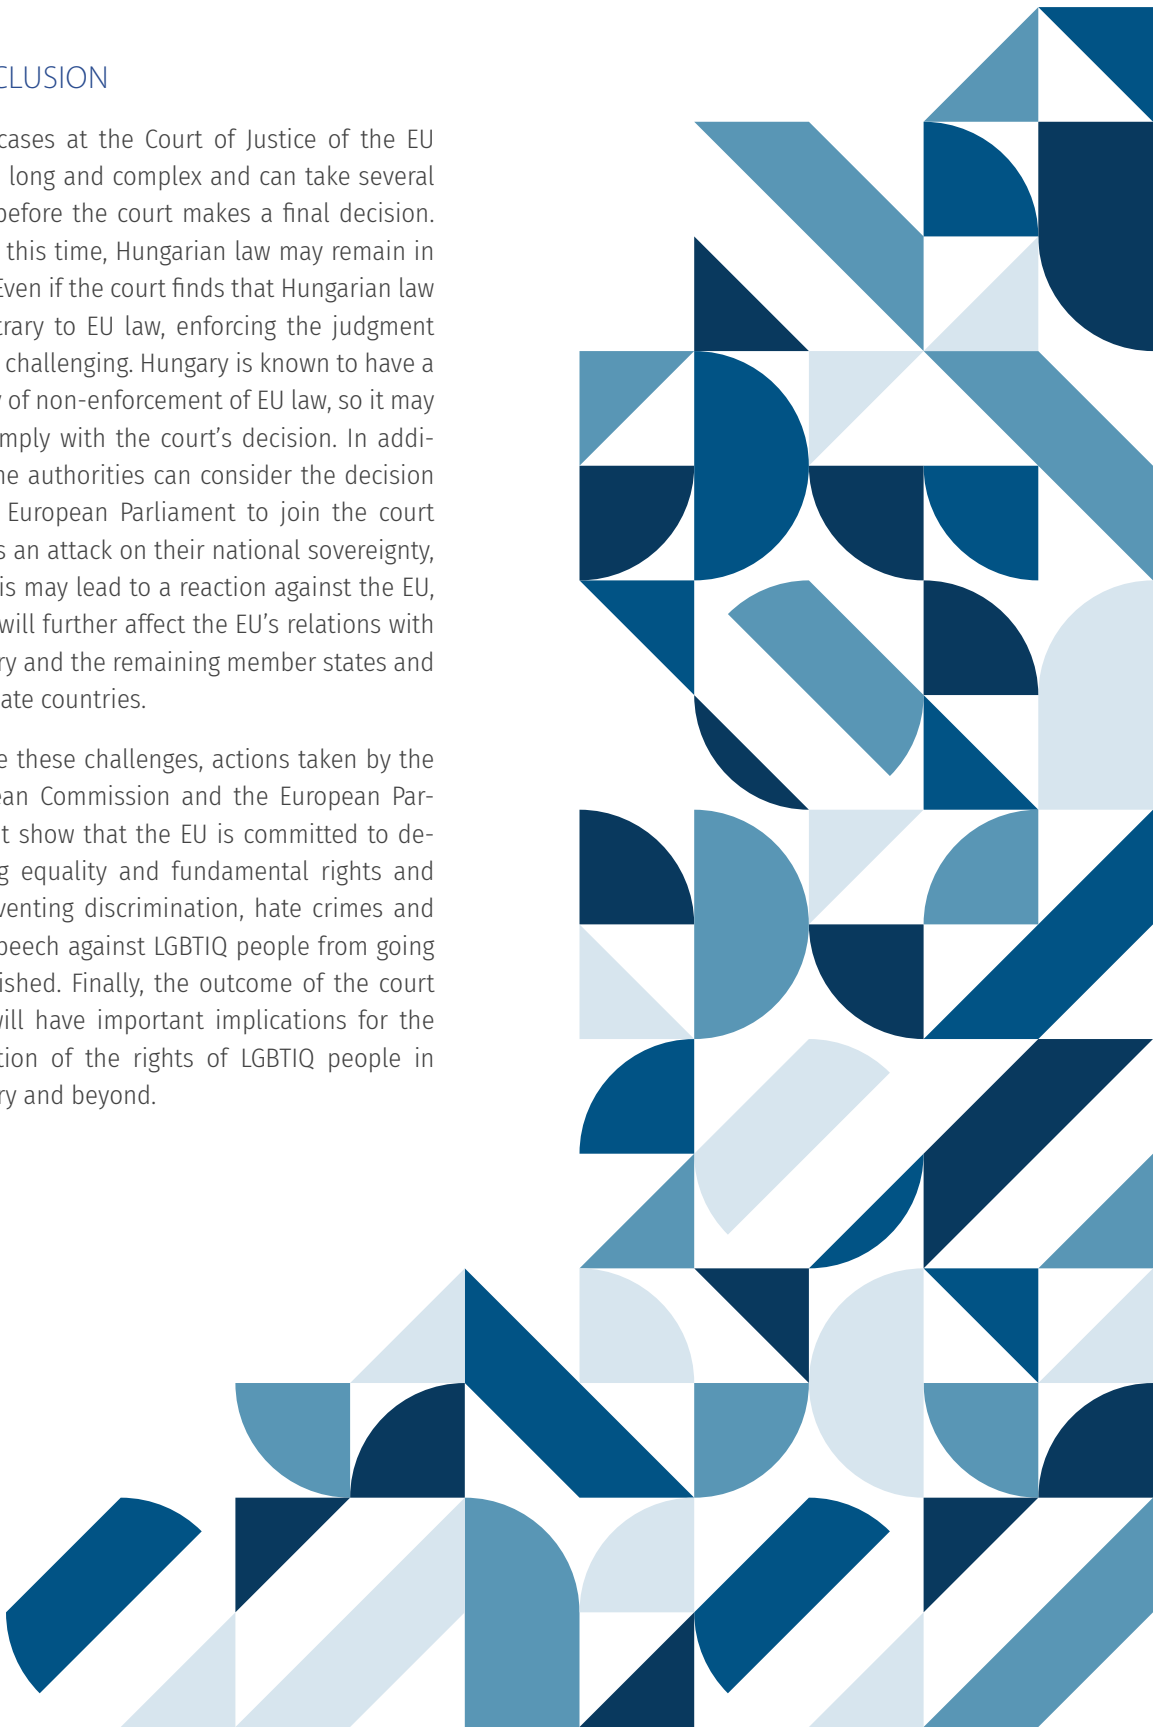 CLUSION
cases at the Court of Justice of the EU
long and complex and can take several
before the court makes a final decision.
this time, Hungarian law may remain in
Even if the court finds that Hungarian law
trary to EU law, enforcing the judgment
challenging. Hungary is known to have a
y of non-enforcement of EU law, so it may
mply with the court’s decision. In addi-
he authorities can consider the decision
European Parliament to join the court
s an attack on their national sovereignty,
is may lead to a reaction against the EU,
will further affect the EU’s relations with
ry and the remaining member states and
ate countries.
e these challenges, actions taken by the
ean Commission and the European Par-
t show that the EU is committed to de-
g equality and fundamental rights and
venting discrimination, hate crimes and
peech against LGBTIQ people from going
ished. Finally, the outcome of the court
will have important implications for the
tion of the rights of LGBTIQ people in
ry and beyond.